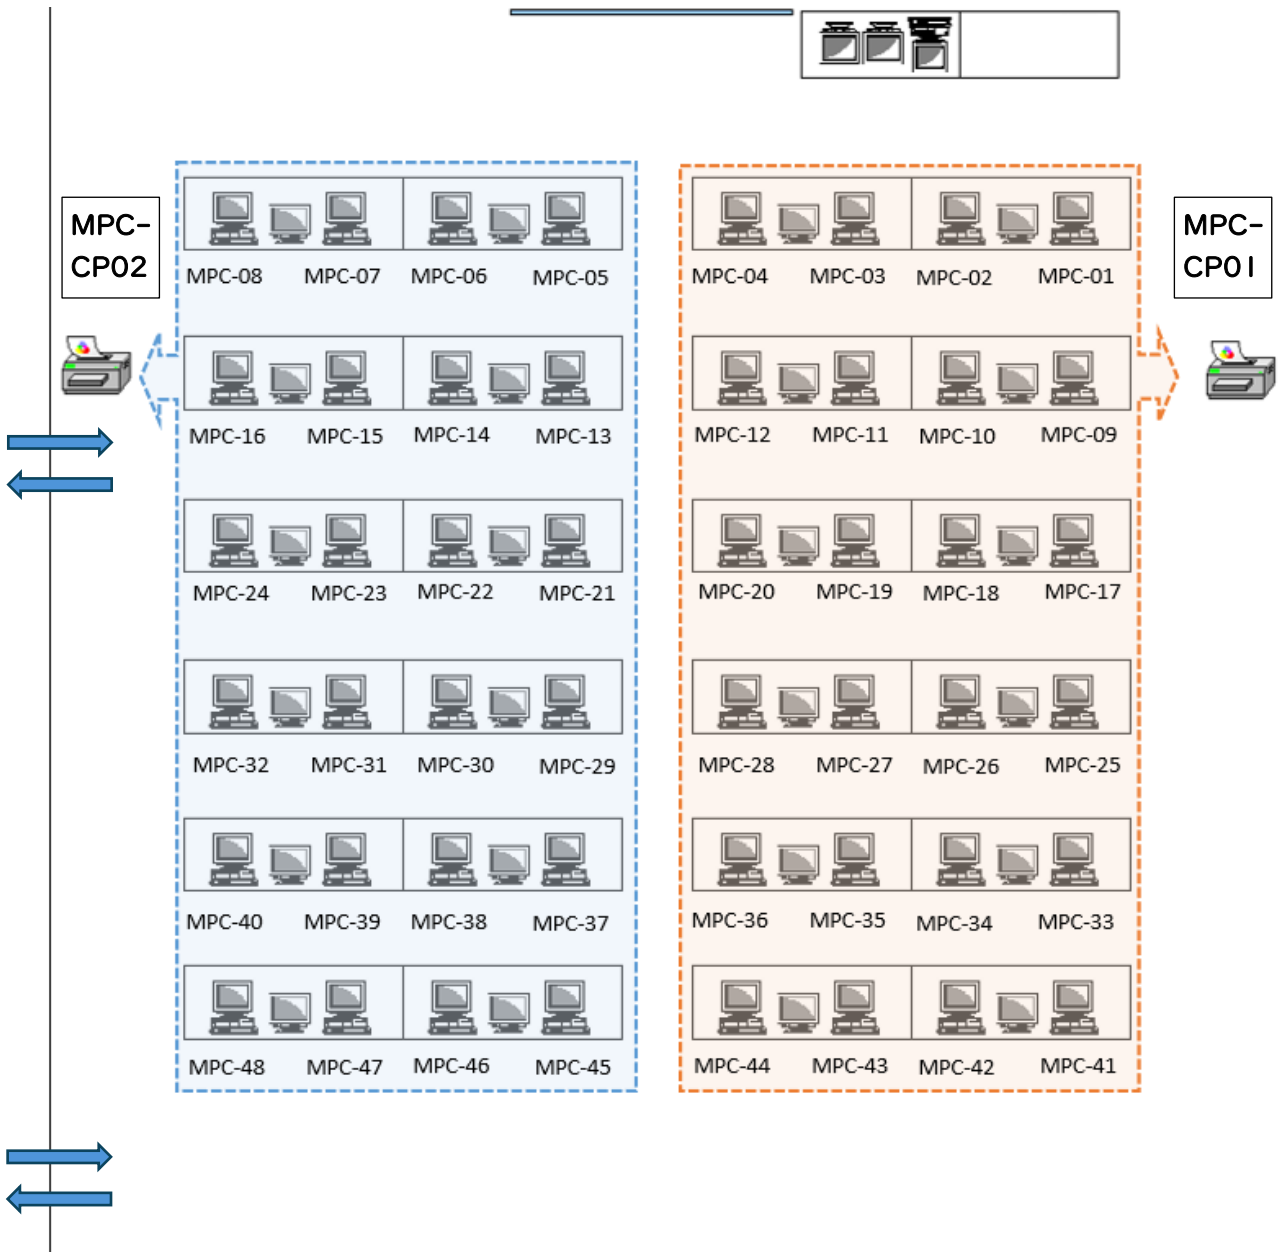 MPC-
CP02
MPC-
CP01
MPC-08 MPC-07 MPC-06 MPC-05 MPC-04 MPC-03 MPC-02 MPC-01
MPC-16 MPC-15 MPC-14 MPC-13 MPC-12 MPC-11 MPC-10 MPC-09
MPC-24 MPC-23 MPC-22 MPC-21 MPC-20 MPC-19 MPC-18 MPC-17
MPC-32 MPC-31 MPC-30 MPC-29 MPC-28 MPC-27 MPC-26 MPC-25
MPC-40 MPC-39 MPC-38 MPC-37 MPC-36 MPC-35 MPC-34 MPC-33
MPC-48 MPC-47 MPC-46 MPC-45 MPC-44 MPC-43 MPC-42 MPC-41